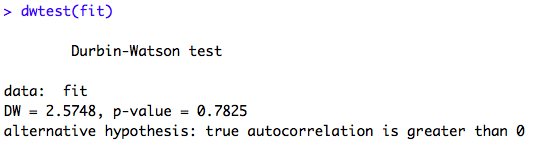 > dwtest(fit)
Durbin-Watson test
data:  fit
DW = 2.5748, p-value = 0.7825
alternative hypothesis: true autocorrelation is greater than 0